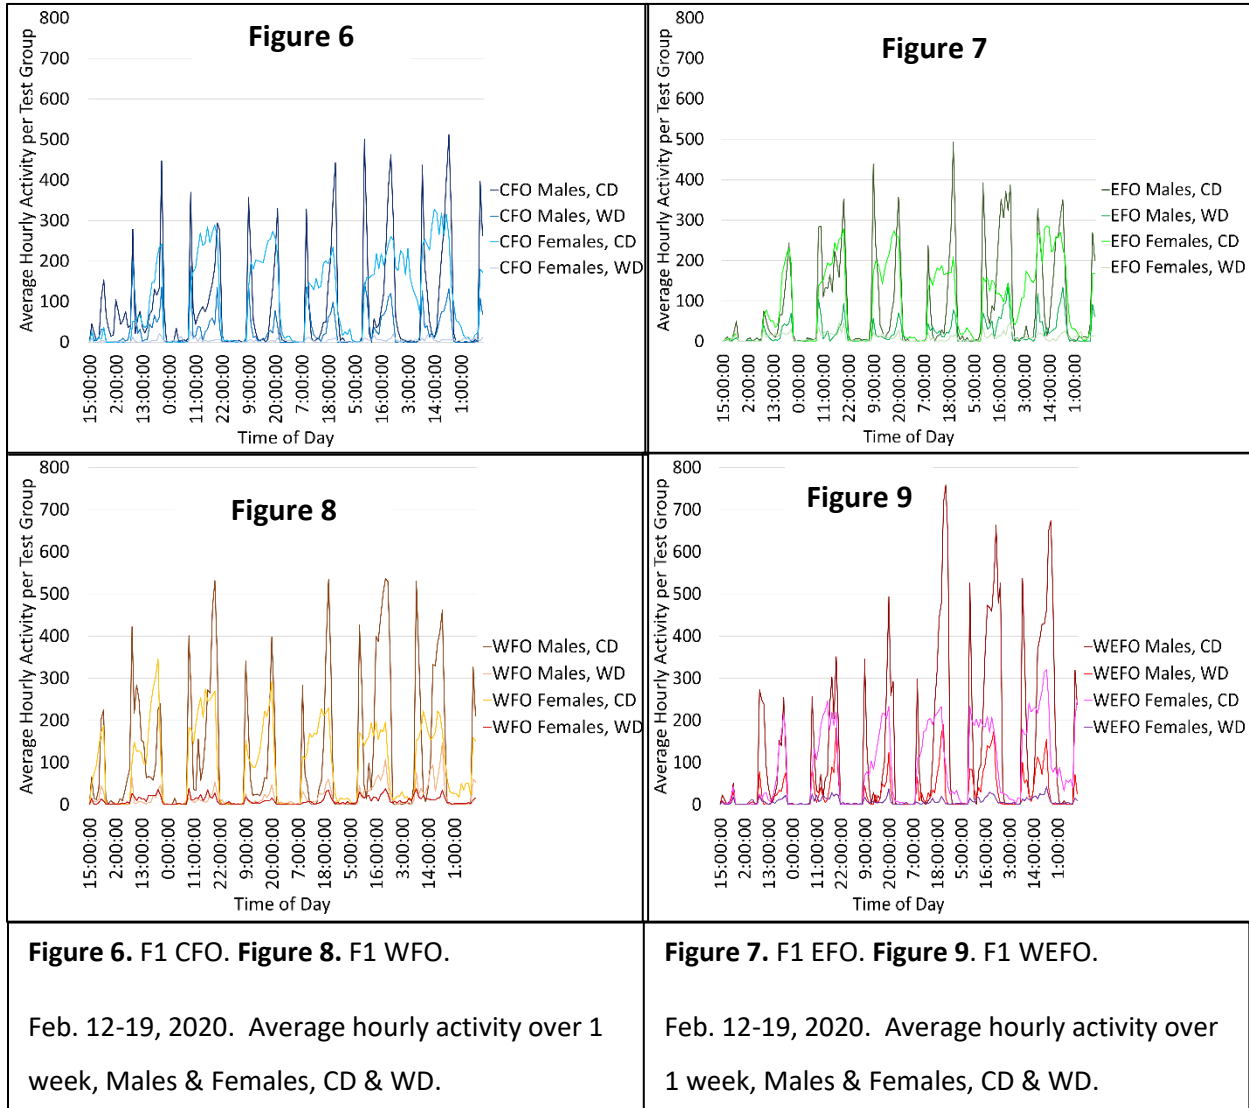 Figure 6
Average Hourly Activity per Test Group
800
700
600
500
400
300
200
100
0
15:00:00
2:00:00
13:00:00
0:00:00
11:00:00
22:00:00
9:00:00
20:00:00
7:00:00
18:00:00
5:00:00
16:00:00
3:00:00
14:00:00
1:00:00
Time of Day
CFO Males, CD
CFO Males, WD
CFO Females, CD
CFO Females, WD
Figure 7
Average Hourly Activity per Test Group
800
700
600
500
400
300
200
100
0
15:00:00
2:00:00
13:00:00
0:00:00
11:00:00
22:00:00
9:00:00
20:00:00
7:00:00
18:00:00
5:00:00
16:00:00
3:00:00
14:00:00
1:00:00
Time of Day
EFO Males, CD
EFO Males, WD
EFO Females, CD
EFO Females, WD
Figure 8
Average Hourly Activity per Test Group
800
700
600
500
400
300
200
100
0
15:00:00
2:00:00
13:00:00
0:00:00
11:00:00
22:00:00
9:00:00
20:00:00
7:00:00
18:00:00
5:00:00
16:00:00
3:00:00
14:00:00
1:00:00
Time of Day
WFO Males, CD
WFO Males, WD
WFO Females, CD
WFO Females, WD
Figure 9
Average Hourly Activity per Test Group
800
700
600
500
400
300
200
100
0
15:00:00
2:00:00
13:00:00
0:00:00
11:00:00
22:00:00
9:00:00
20:00:00
7:00:00
18:00:00
5:00:00
16:00:00
3:00:00
14:00:00
1:00:00
Time of Day
WEFO Males, CD
WEFO Males, WD
WEFO Females, CD
WEFO Females, WD
Figure 6. F1 CFO. Figure 8. F1 WFO.
Feb. 12-19, 2020. Average hourly activity over 1
week, Males & Females, CD & WD.
Figure 7. F1 EFO. Figure 9. F1 WEFO.
Feb. 12-19, 2020. Average hourly activity over
1 week, Males & Females, CD & WD.